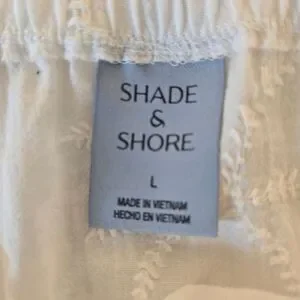 SHADE
&
SHORE
L
MADE IN VIETNAM
HECHO EN VIETNAM